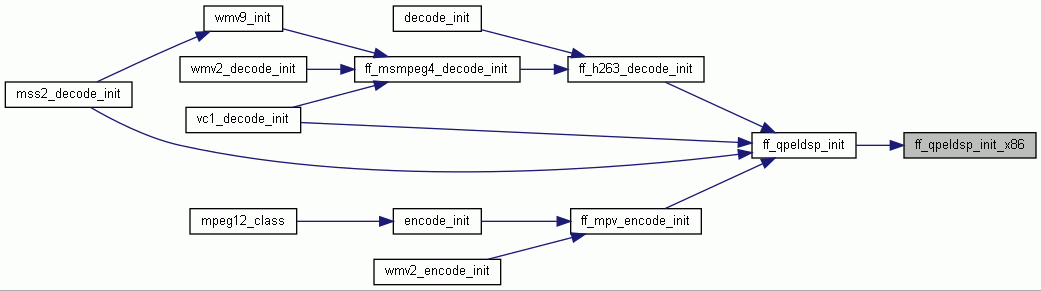 wmv9_init
decode_init
wmv2_decode_init
ff_msmpeg4_decode_init
ff_h263_decode_init
mss2_decode_init
vc1_decode_init
ff_qpeldsp_init
ff_qpeldsp_init_x86
mpeg12_class
encode_init
ff_mpv_encode_init
wmv2_encode_init